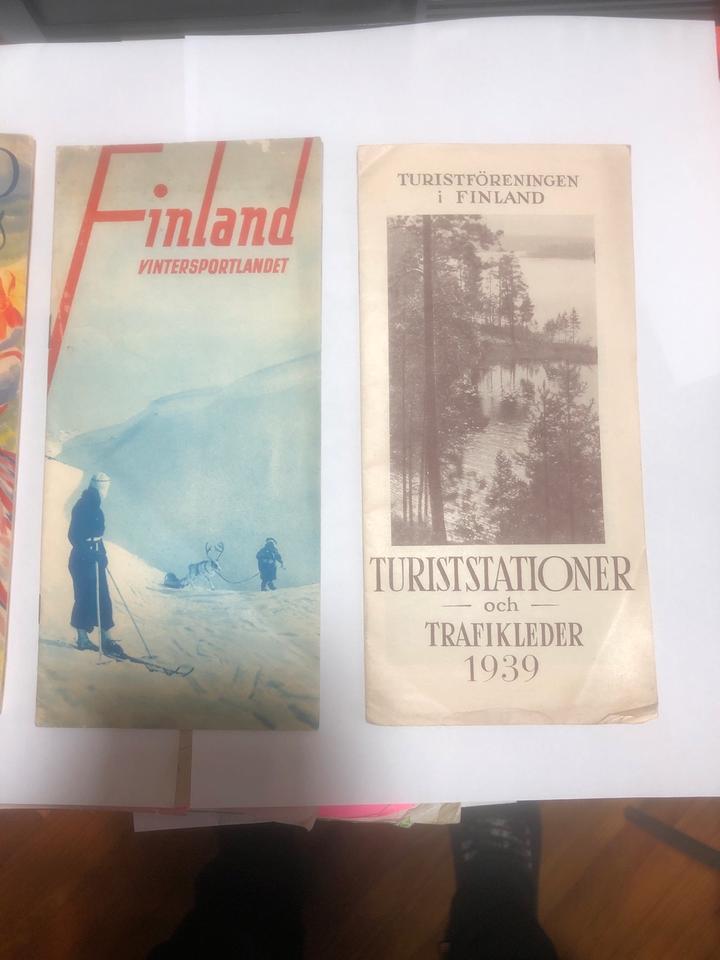 Finland
VINTERSPORTLANDET
TURISTFÖRENINGEN
i FINLAND
TURISTSTATIONER
och
TRAFIKLEDER
1939